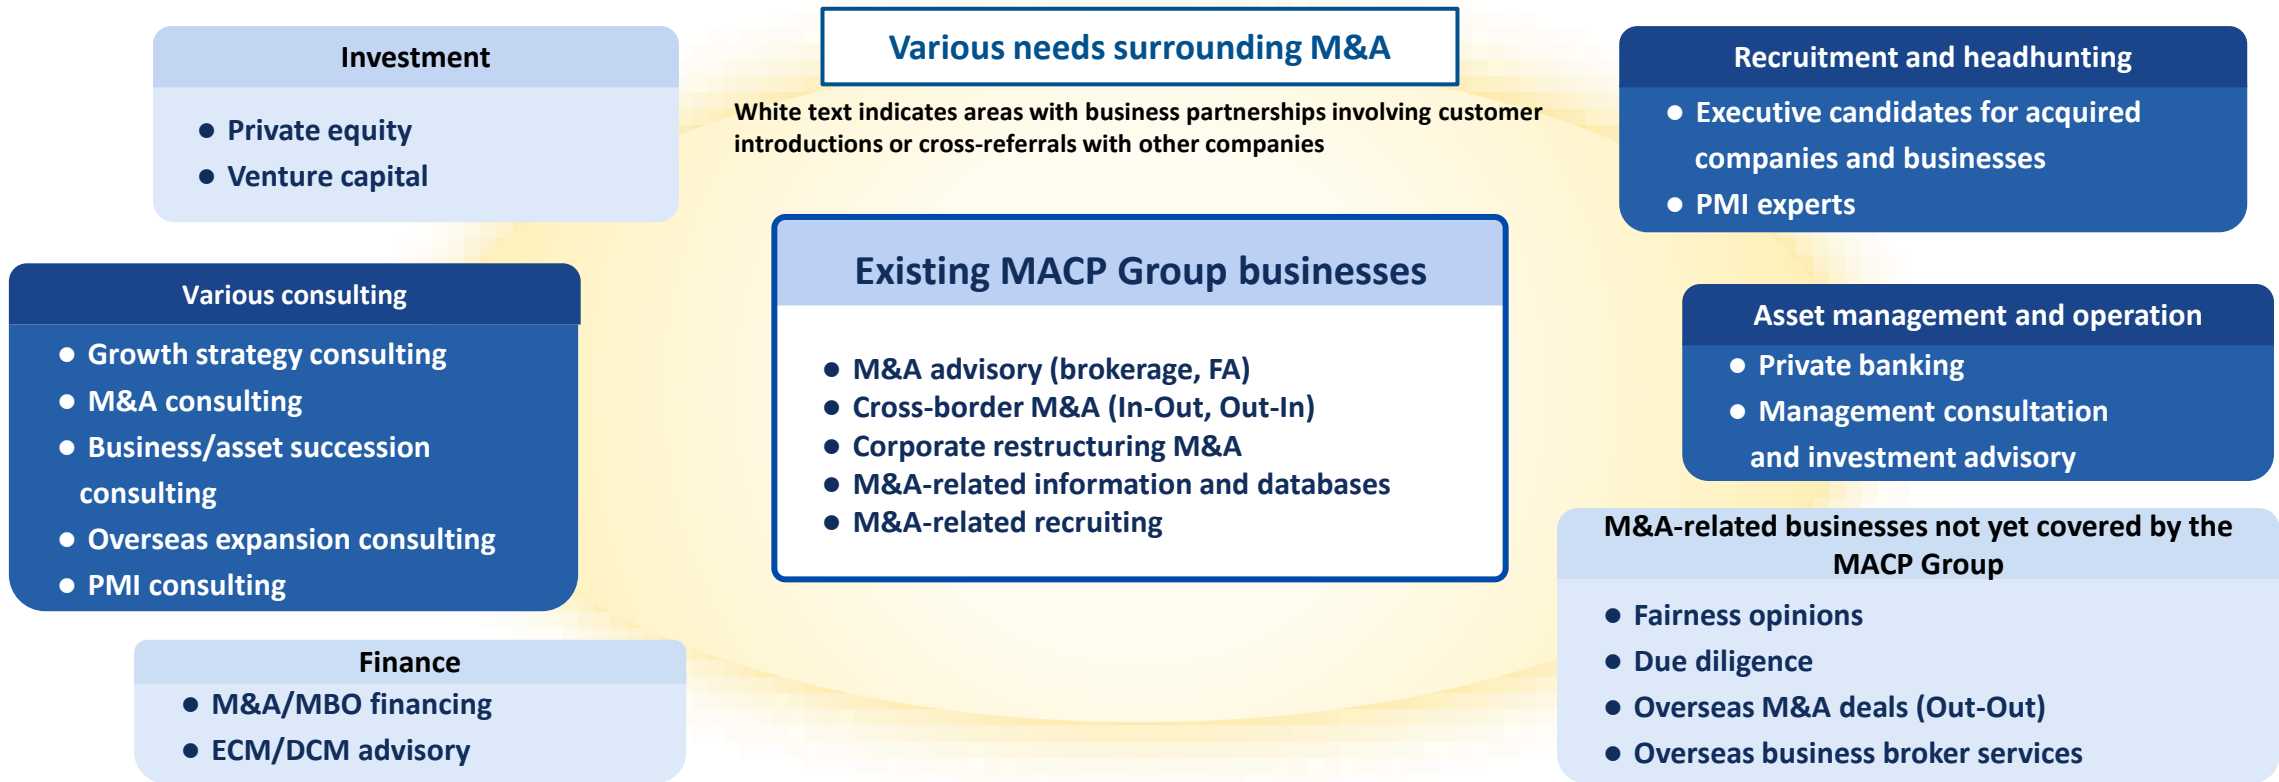 Various needs surrounding M&A
White text indicates areas with business partnerships involving customer
introductions or cross-referrals with other companies
Investment
● Private equity
● Venture capital
Various consulting
● Growth strategy consulting
● M&A consulting
● Business/asset succession
consulting
● Overseas expansion consulting
● PMI consulting
Finance
● M&A/MBO financing
● ECM/DCM advisory
Existing MACP Group businesses
● M&A advisory (brokerage, FA)
● Cross-border M&A (In-Out, Out-In)
● Corporate restructuring M&A
● M&A-related information and databases
● M&A-related recruiting
Recruitment and headhunting
● Executive candidates for acquired
companies and businesses
● PMI experts
Asset management and operation
● Private banking
● Management consultation
and investment advisory
M&A-related businesses not yet covered by the
MACP Group
● Fairness opinions
● Due diligence
● Overseas M&A deals (Out-Out)
● Overseas business broker services